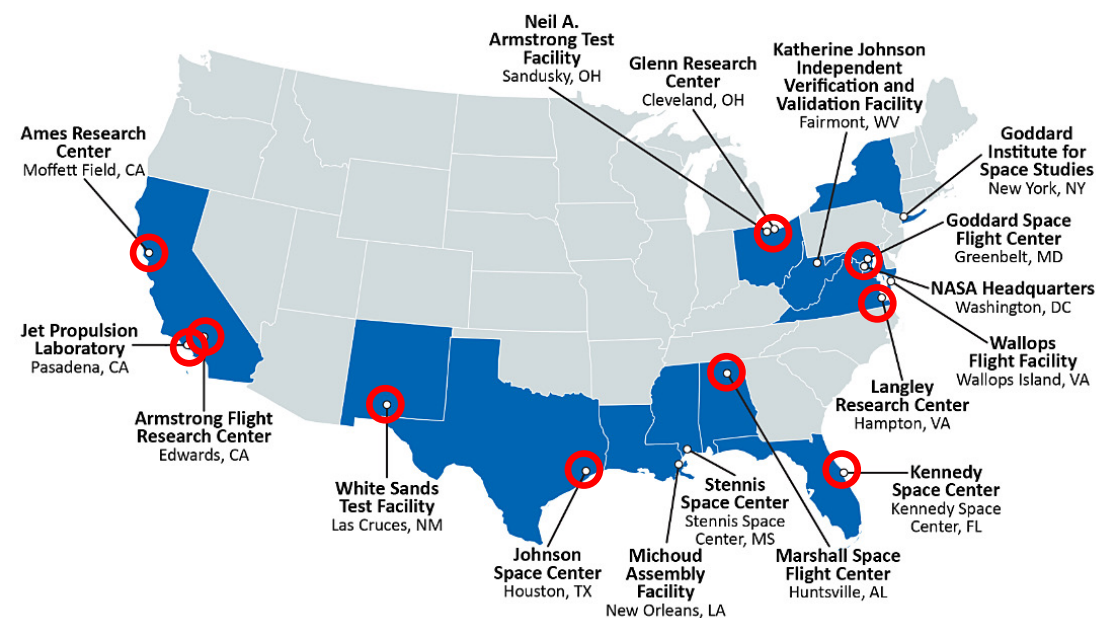 Neil A.
Armstrong Test
Facility
Sandusky, OH
Glenn Research
Center
Cleveland, OH
Katherine Johnson
Independent
Verification and
Validation Facility
Fairmont, WV
Ames Research
Center
Moffett Field, CA
Goddard
Institute for
Space Studies
New York, NY
Goddard Space
Flight Center
Greenbelt, MD
NASA Headquarters
Washington, DC
Wallops
Flight Facility
Wallops Island, VA
Jet Propulsion
Laboratory
Pasadena, CA
Langley
Research Center
Hampton, VA
Armstrong Flight
Research Center
Edwards, CA
White Sands
Test Facility
Las Cruces, NM
Johnson
Space Center
Houston, TX
Michoud
Assembly
Facility
New Orleans, LA
Stennis
Space Center
Stennis Space
Center, MS
Marshall Space
Flight Center
Huntsville, AL
Kennedy
Space Center
Kennedy Space
Center, FL